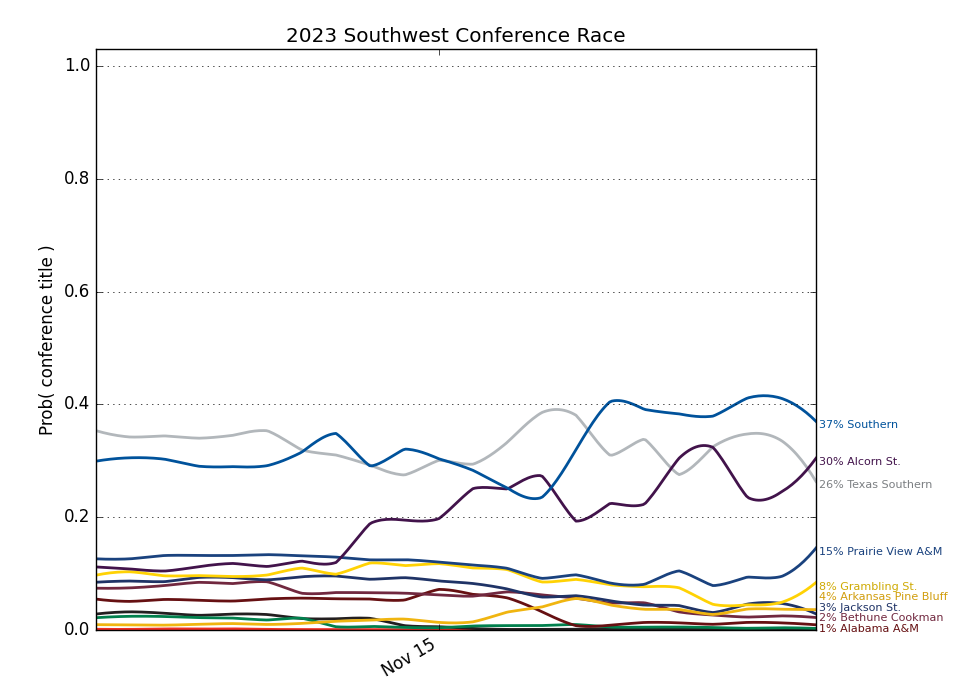 2023 Southwest Conference Race
Prob( conference title )
1.0
0.8
0.6
0.4
0.2
0.0
Nov 15
37% Southern
30% Alcorn St.
26% Texas Southern
15% Prairie View A&M
8% Grambling St.
4% Arkansas Pine Bluff
3% Jackson St.
2% Bethune Cookman
1% Alabama A&M